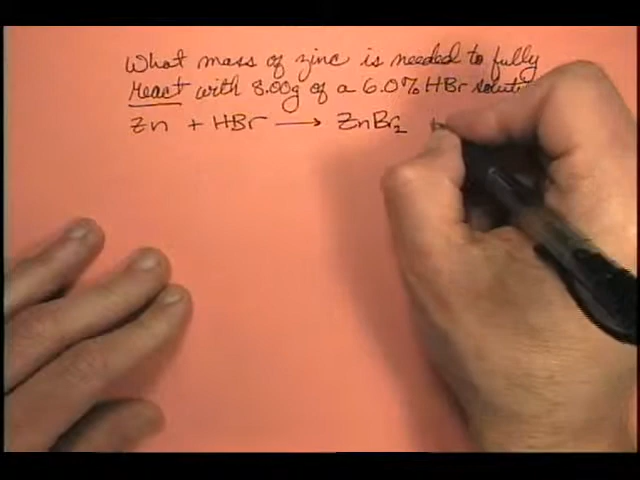 What mass of zinc is needed to fully
react with 8.00g of a 6.0% HBr
Zn + HBr → ZnBr₂